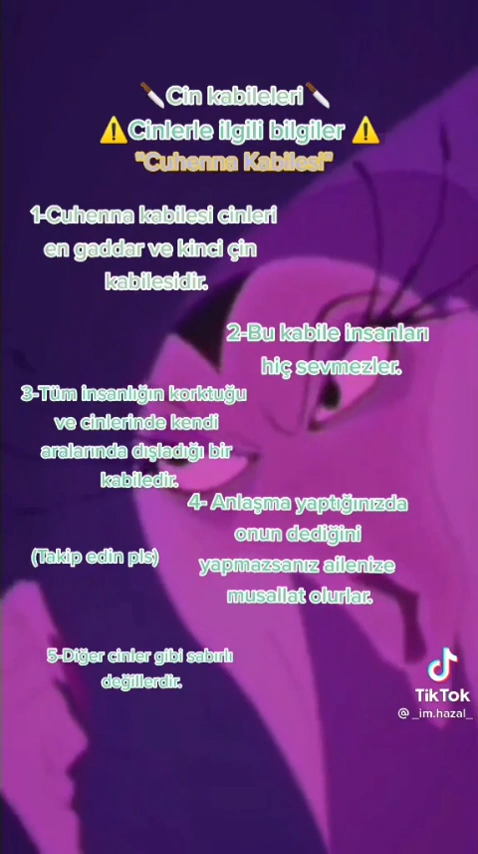 🔪Cin kabileleri🔪
⚠️Cinlerle ilgili bilgiler ⚠️
"Cuhenna Kabilesi"
1-Cuhenna kabilesi cinleri
en gaddar ve kinci çin
kabilesidir.
2-Bu kabile insanları
hiç sevmezler.
3-Tüm insanlığın korktuğu
ve cinlerinde kendi
aralarında dışladığı bir
kabiledir.
4- Anlaşma yaptığınızda
onun dediğini
yapmazsanız ailenize
musallat olurlar.
(Takip edin pls)
5-Diğer cinler gibi sabırlı
değillerdir.
TikTok
@_im.hazal_